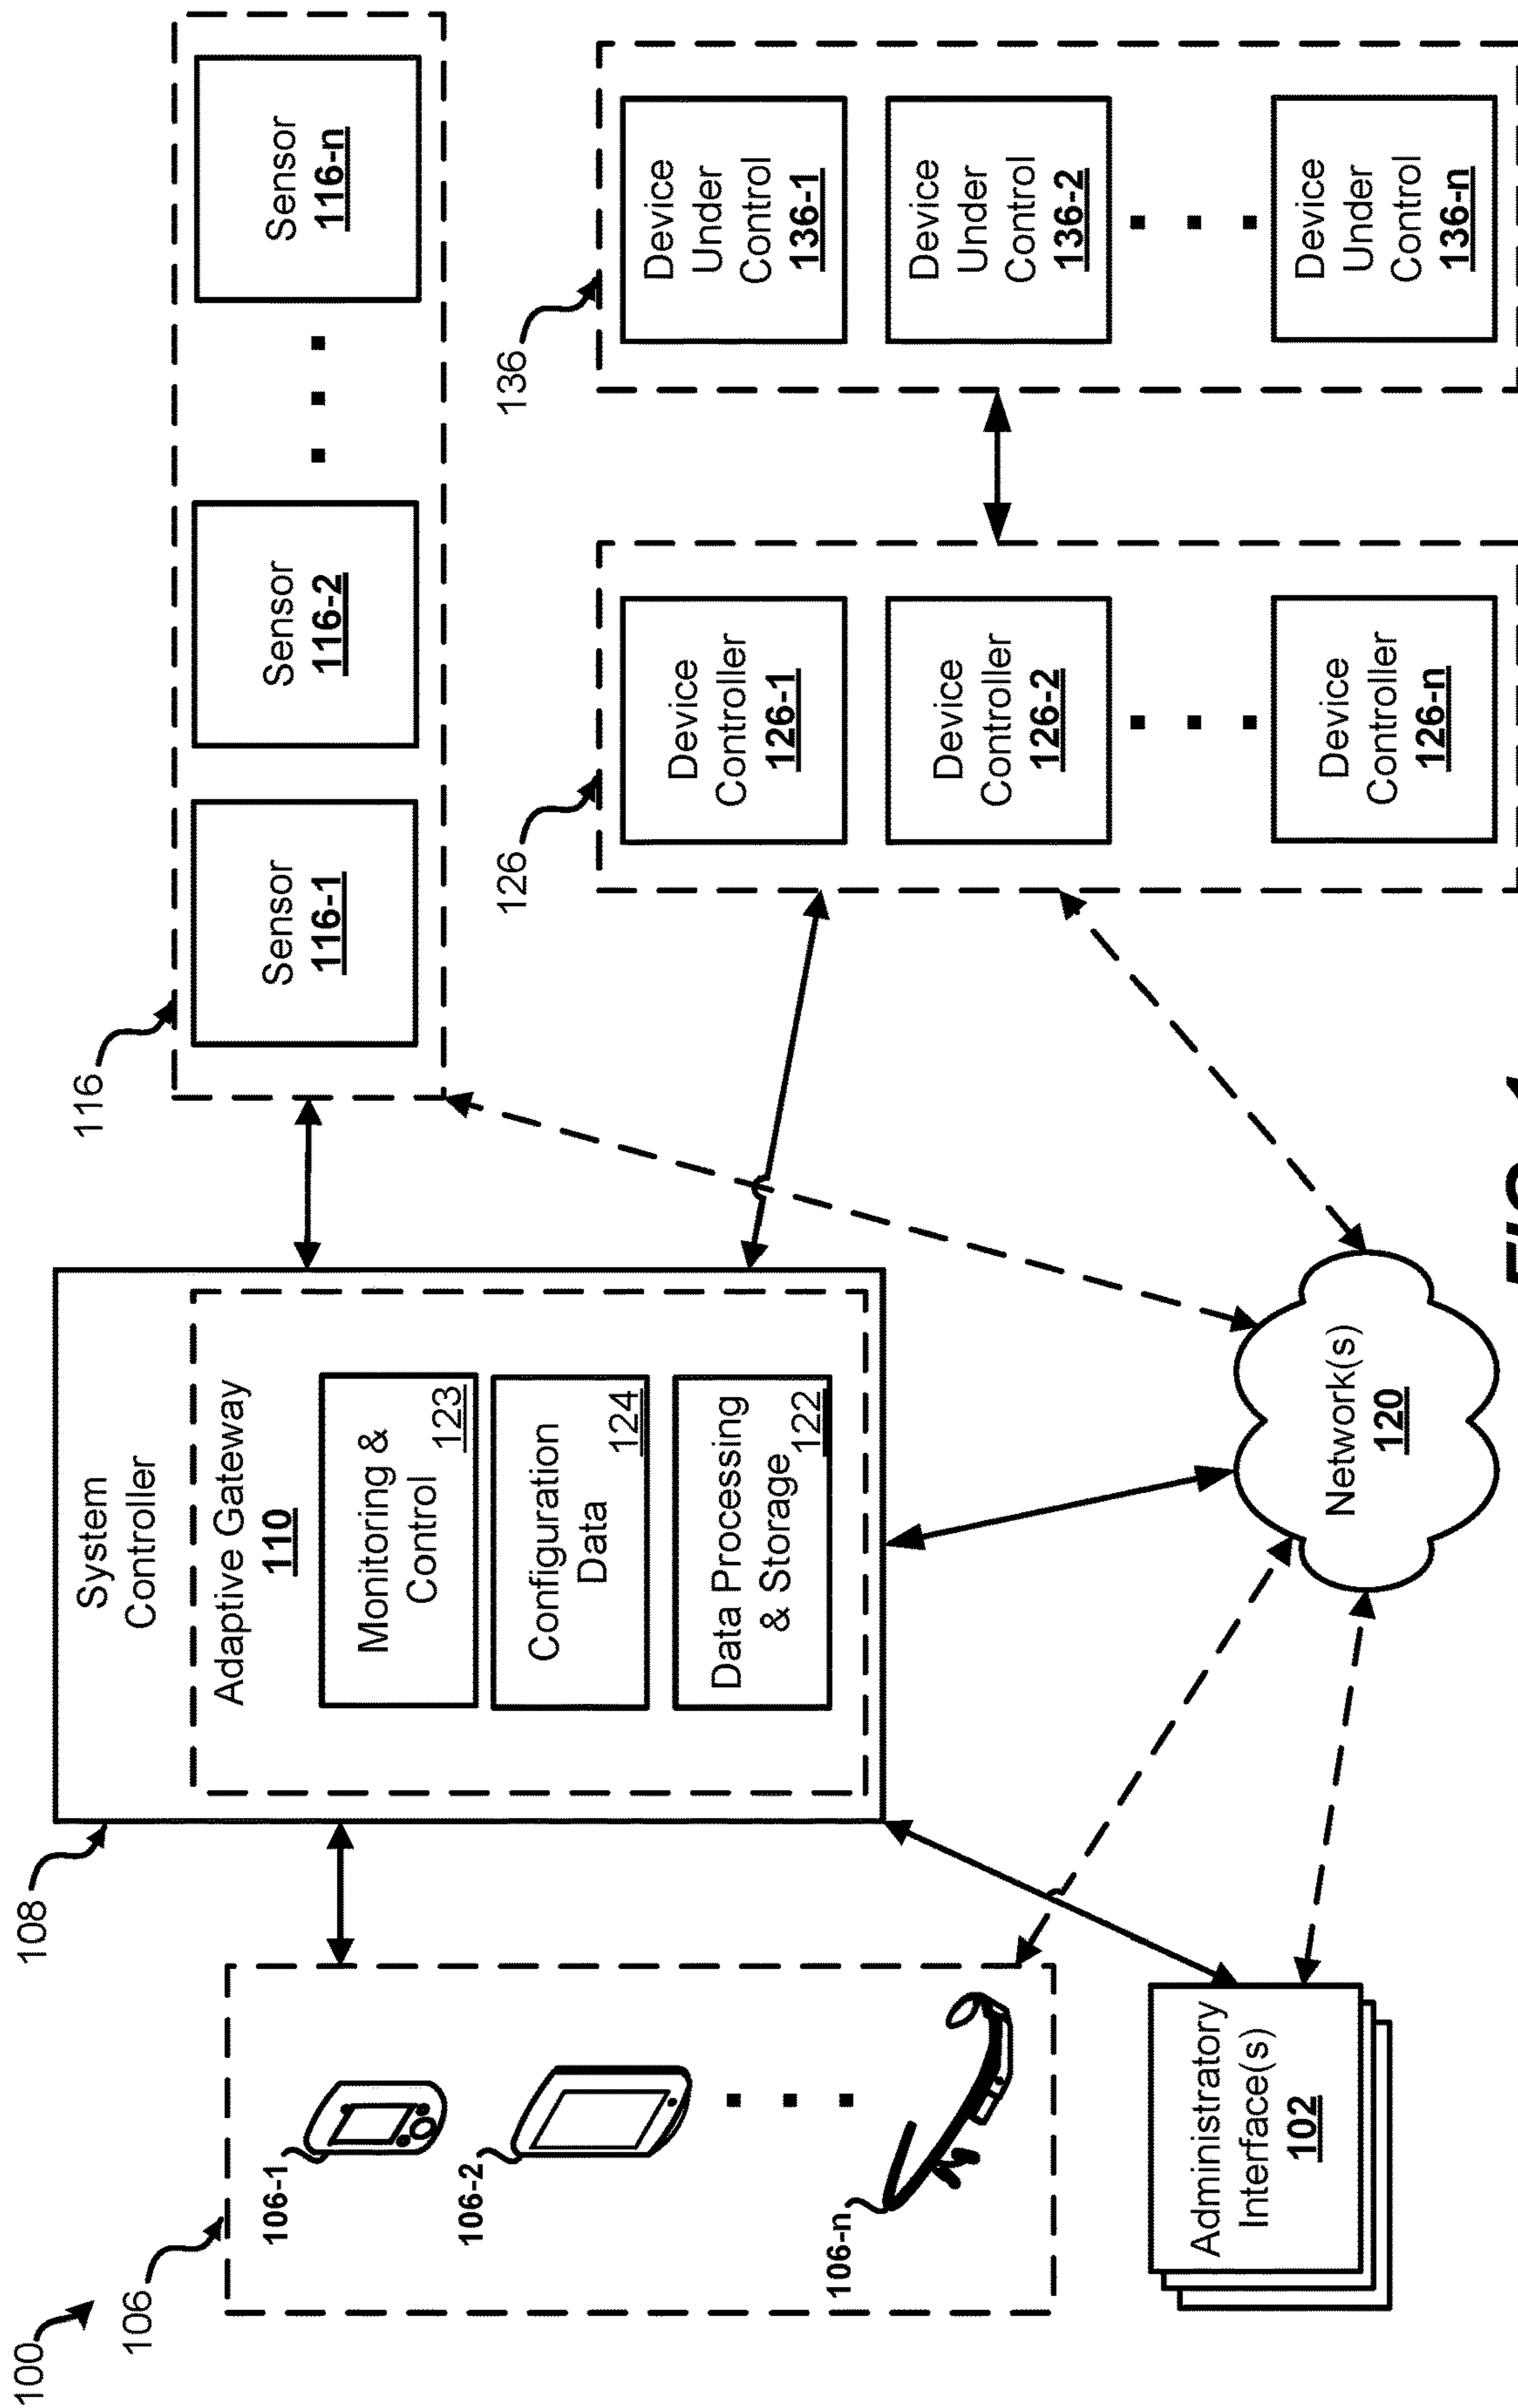 100
106
106-1
106-2
106-n
Administratory
Interface(s)
102
108
System
Controller
Adaptive Gateway
110
Monitoring &
Control
123
Configuration
Data
124
Data Processing
& Storage
122
Network(s)
120
116
Sensor
116-1
Sensor
116-2
Sensor
116-n
126
Device
Controller
126-1
Device
Controller
126-2
Device
Controller
126-n
136
Device
Under
Control
136-1
Device
Under
Control
136-2
Device
Under
Control
136-n